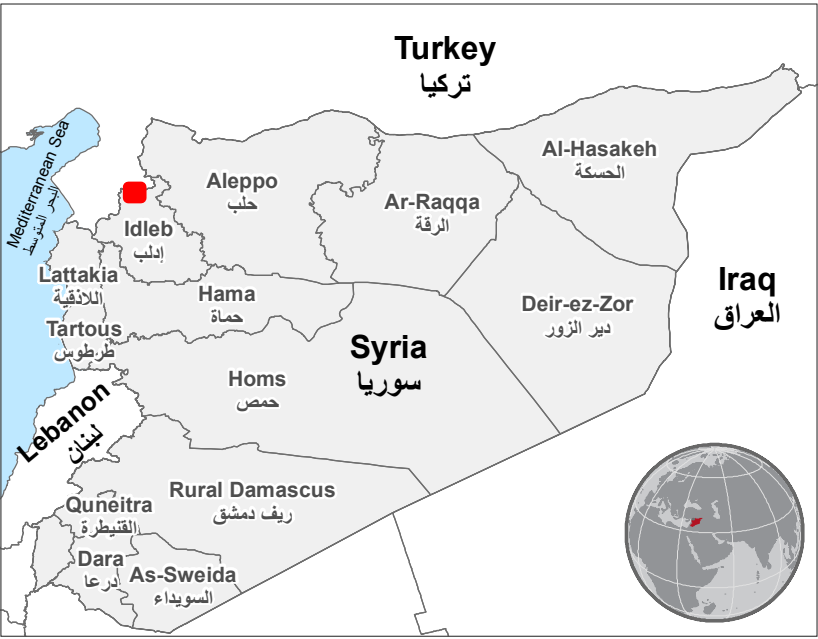 Turkey
تركيا
Mediterranean Sea
البحر المتوسط
Al-Hasakeh
الحسكة
Aleppo
حلب
Ar-Raqqa
الرقة
Idleb
إدلب
Lattakia
اللاذقية
Hama
حماة
Deir-ez-Zor
دير الزور
Iraq
العراق
Tartous
طرطوس
Syria
سوريا
Homs
حمص
Lebanon
لبنان
Rural Damascus
ريف دمشق
Quneitra
القنيطرة
Dara
درعا
As-Sweida
السويداء